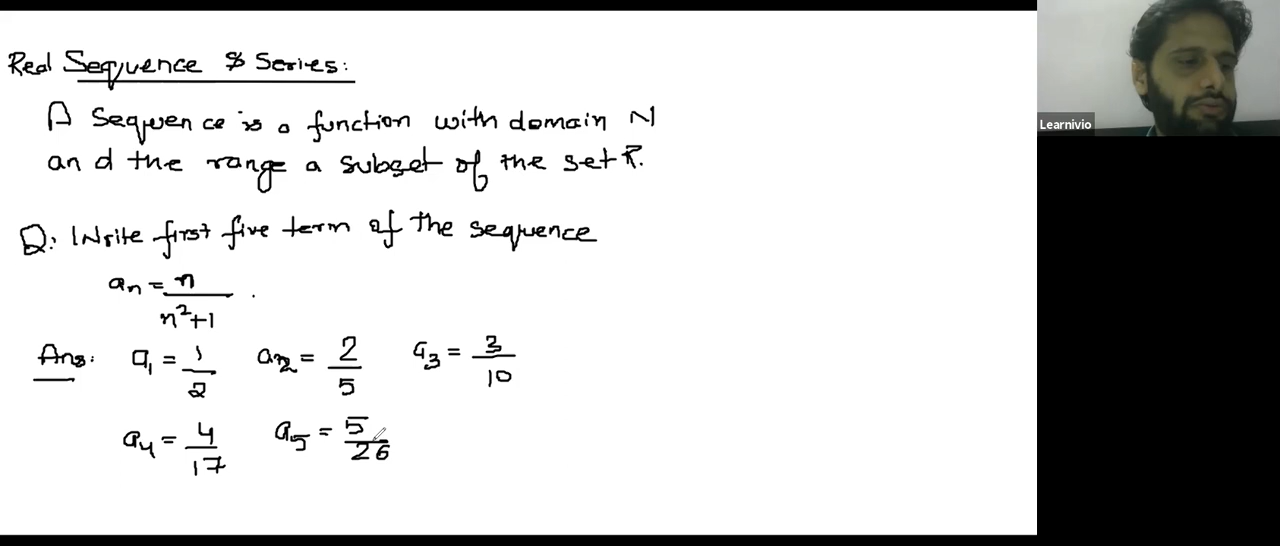 Real Sequence & Series:
A sequence is a function with domain N
and the range a subset of the set R.
Q: Write first five term of the sequence
aₙ = n/(n²+1).
Ans: a₁ = 1/2 a₂ = 2/5 a₃ = 3/10
a₄ = 4/17 a₅ = 5/26
Learnivio